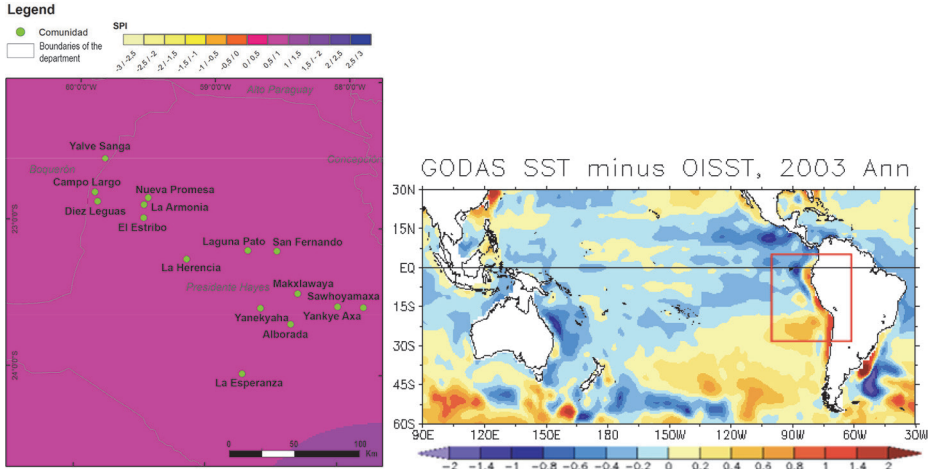 Legend
Comunidad
Boundaries of the department
SPI
-3 / -2,5
-2,5 / -2
-2 / -1,5
-1,5 / -1
-1 / -0,5
-0,5 / 0
0 / 0,5
0,5 / 1
1 / 1,5
1,5 / -2
2 / 2,5
2,5 / 3
60°0'0"W
59°0'0"W
58°0'0"W
Alto Paraguay
Yalve Sanga
Boquerón
Campo Largo
Nueva Promesa
Diez Leguas
La Armonia
El Estribo
23°0'0"S
Laguna Pato
San Fernando
La Herencia
Presidente Hayes
Makxlawaya
Sawhoyamaxa
Yanekyaha
Yankye Axa
Alborada
24°0'0"S
La Esperanza
0 50 100
Km
GODAS SST minus OISST, 2003 Ann
30N
15N
EQ
15S
30S
45S
60S
90E 120E 150E 180 150W 120W 90W 60W 30W
-2 -1.4 -1 -0.8 -0.6 -0.4 -0.2 0 0.2 0.4 0.6 0.8 1 1.4 2